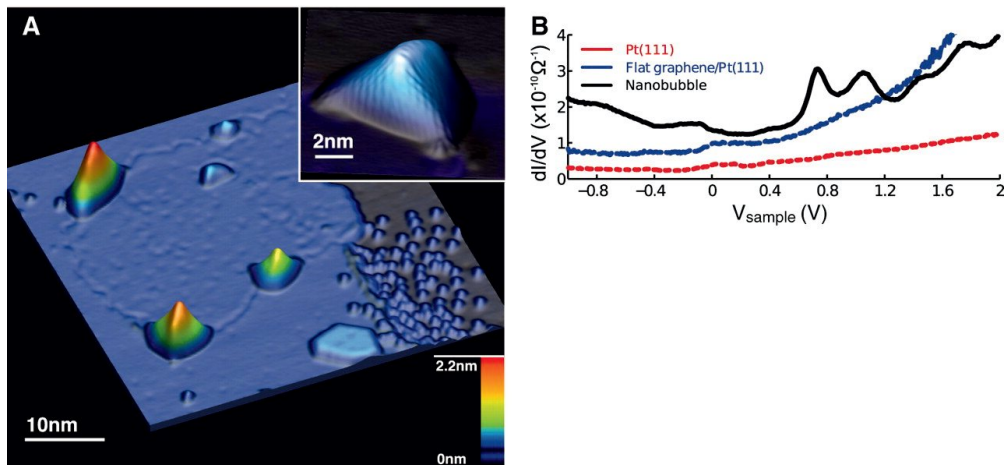 A
2nm
2.2nm
0nm
10nm
B
Pt(111)
Flat graphene/Pt(111)
Nanobubble
dI/dV (x10⁻¹⁰Ω⁻¹)
4
3
2
1
0
−0.8 −0.4 0 0.4 0.8 1.2 1.6 2
V_sample (V)